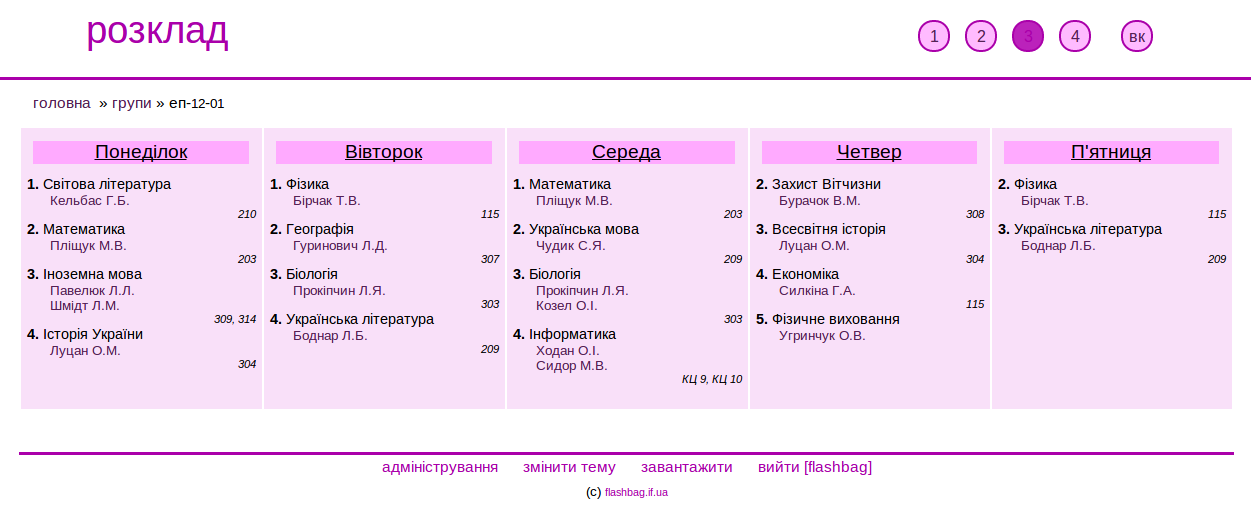 розклад
1 2 3 4 вк
головна » групи » еп-12-01
Понеділок
1. Світова література
Кельбас Г.Б.
210
2. Математика
Пліщук М.В.
203
3. Іноземна мова
Павелюк Л.Л.
Шмідт Л.М.
309, 314
4. Історія України
Луцан О.М.
304
Вівторок
1. Фізика
Бірчак Т.В.
115
2. Географія
Гуринович Л.Д.
307
3. Біологія
Прокіпчин Л.Я.
303
4. Українська література
Боднар Л.Б.
209
Середа
1. Математика
Пліщук М.В.
203
2. Українська мова
Чудик С.Я.
209
3. Біологія
Прокіпчин Л.Я.
Козел О.І.
303
4. Інформатика
Ходан О.І.
Сидор М.В.
КЦ 9, КЦ 10
Четвер
2. Захист Вітчизни
Бурачок В.М.
308
3. Всесвітня історія
Луцан О.М.
304
4. Економіка
Силкіна Г.А.
115
5. Фізичне виховання
Угринчук О.В.
П'ятниця
2. Фізика
Бірчак Т.В.
115
3. Українська література
Боднар Л.Б.
209
адміністрування змінити тему завантажити вийти [flashbag]
(c) flashbag.if.ua